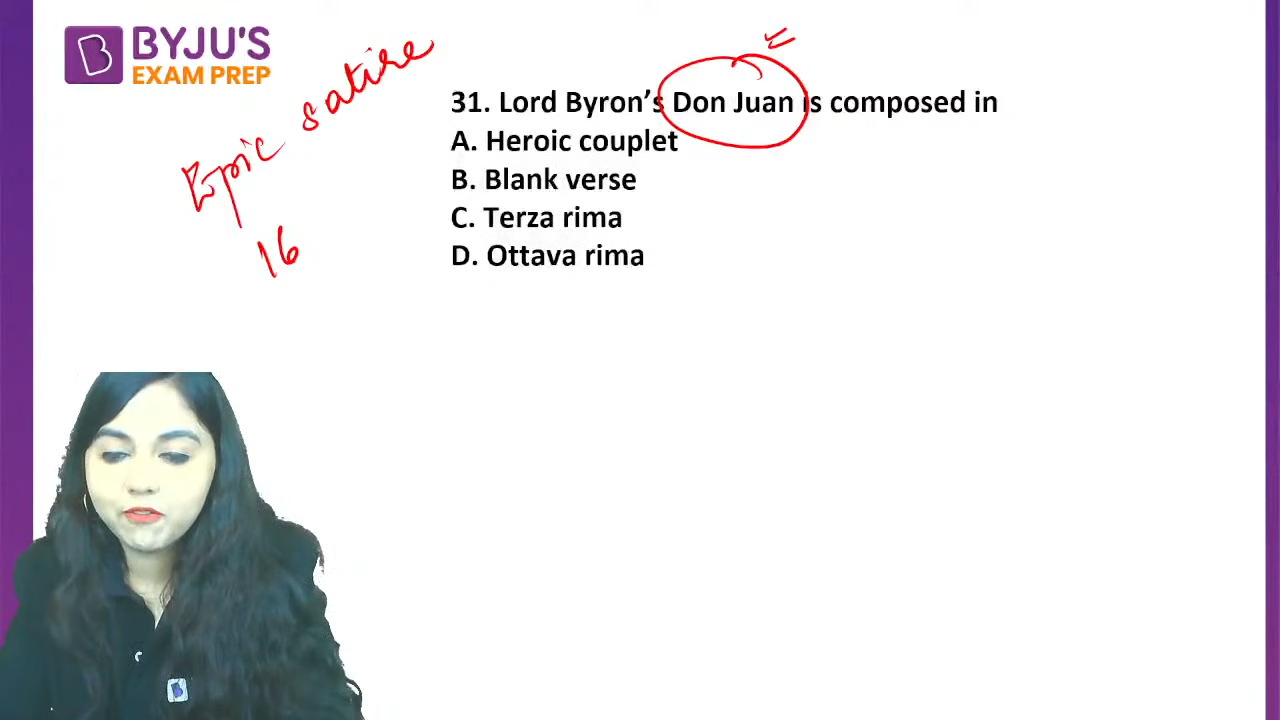 BYJU'S
EXAM PREP
Epic satire
16
31. Lord Byron’s Don Juan is composed in
A. Heroic couplet
B. Blank verse
C. Terza rima
D. Ottava rima